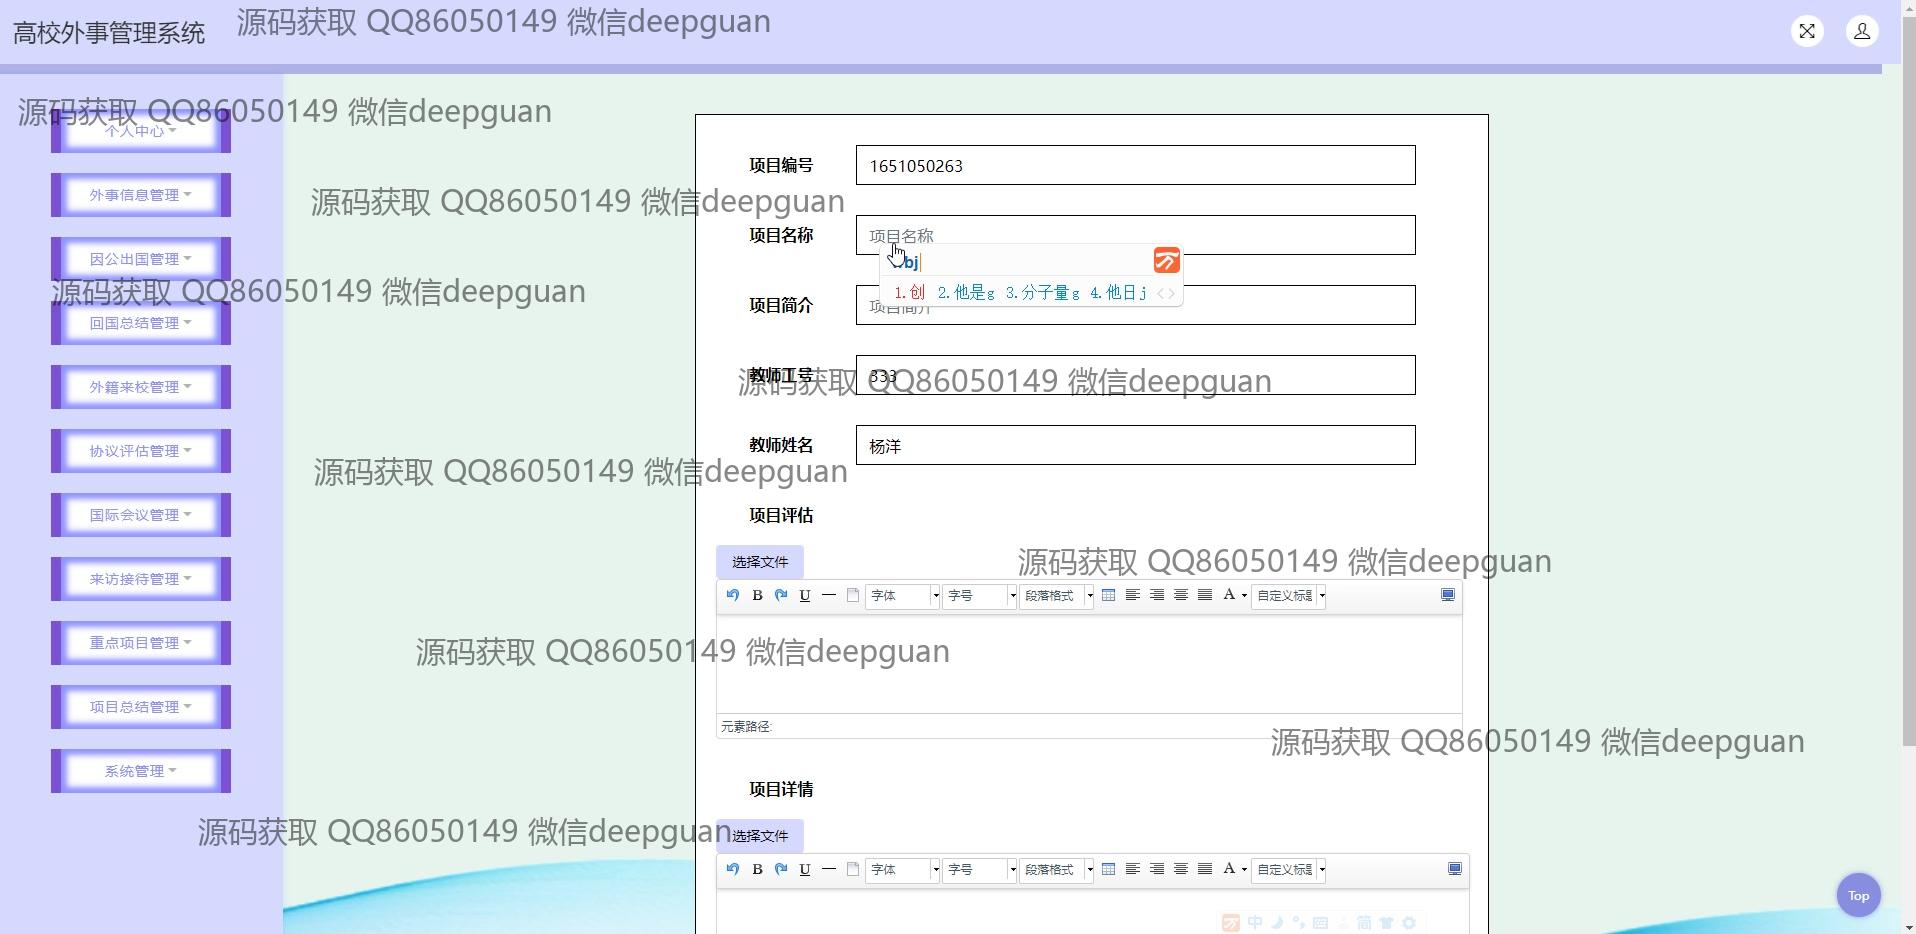 高校外事管理系统
源码获取 QQ86050149 微信deepguan
源码获取 QQ86050149 微信deepguan
个人中心
项目编号
1651050263
外事信息管理
源码获取 QQ86050149 微信deepguan
项目名称
项目名称
因公出国管理
bj
源码获取 QQ86050149 微信deepguan
1.创 2.他是g 3.分子量g 4.他日j
项目简介
项目简介
回国总结管理
教师工号
333
源码获取 QQ86050149 微信deepguan
外籍来校管理
教师姓名
杨洋
协议评估管理
源码获取 QQ86050149 微信deepguan
国际会议管理
项目评估
选择文件
源码获取 QQ86050149 微信deepguan
来访接待管理
B U 字体 字号 段落格式 A 自定义标题
重点项目管理
源码获取 QQ86050149 微信deepguan
项目总结管理
元素路径:
源码获取 QQ86050149 微信deepguan
系统管理
项目详情
源码获取 QQ86050149 微信deepguan
选择文件
B U 字体 字号 段落格式 A 自定义标题
Top
中 简